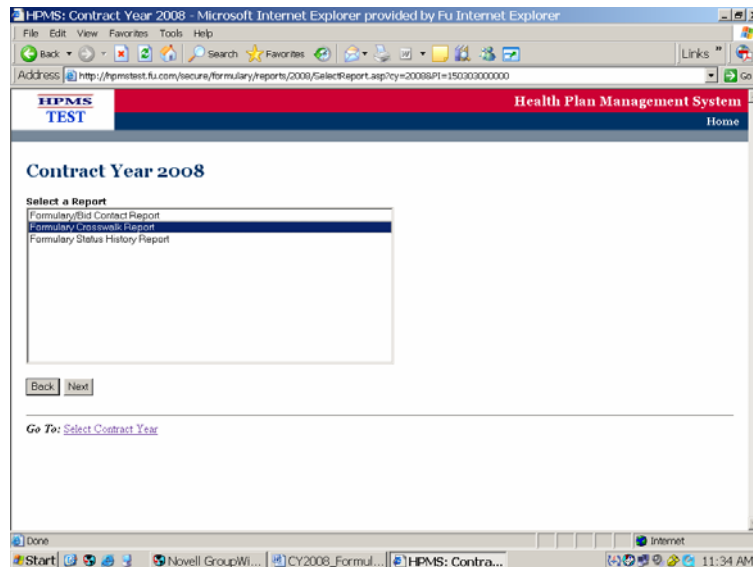 HPMS: Contract Year 2008 - Microsoft Internet Explorer provided by Fu Internet Explorer
File Edit View Favorites Tools Help
Back Search Favorites Links »
Address http://hpmstest.fu.com/secure/formulary/reports/2008/SelectReport.asp?cy=2008&PI=150303000000 Go
HPMS Health Plan Management System
TEST Home
Contract Year 2008
Select a Report
Formulary/Bid Contact Report
Formulary Crosswalk Report
Formulary Status History Report
Back Next
Go To: Select Contract Year
Done Internet
Start Novell GroupWi... CY2008_Formul... HPMS: Contra... 11:34 AM